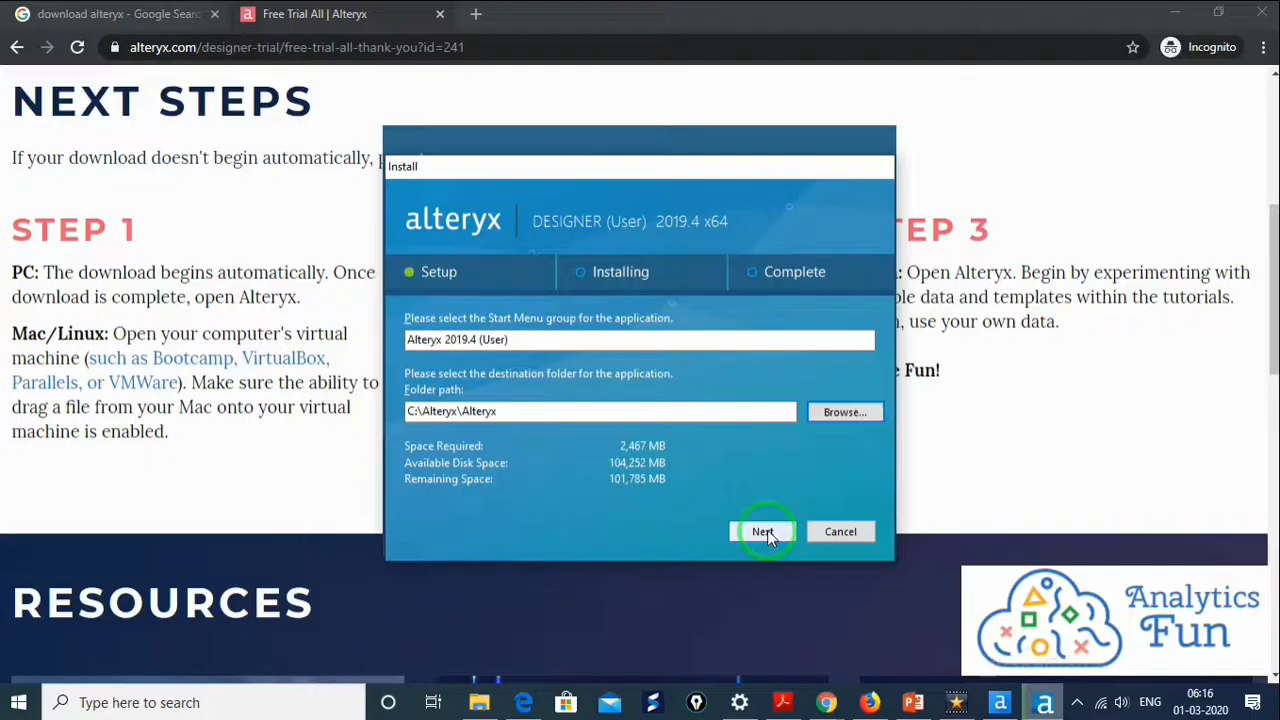 download alteryx - Google Searc
Free Trial All | Alteryx
alteryx.com/designer-trial/free-trial-all-thank-you?id=241
Incognito
NEXT STEPS
If your download doesn't begin automatically, p
STEP 1
PC: The download begins automatically. Once
download is complete, open Alteryx.
Mac/Linux: Open your computer's virtual
machine (such as Bootcamp, VirtualBox,
Parallels, or VMWare). Make sure the ability to
drag a file from your Mac onto your virtual
machine is enabled.
Install
alteryx
DESIGNER (User) 2019.4 x64
Setup
Installing
Complete
Please select the Start Menu group for the application.
Alteryx 2019.4 (User)
Please select the destination folder for the application.
Folder path:
C:\Alteryx\Alteryx
Browse...
Space Required: 2,467 MB
Available Disk Space: 104,252 MB
Remaining Space: 101,785 MB
Next
Cancel
EP 3
: Open Alteryx. Begin by experimenting with
le data and templates within the tutorials.
, use your own data.
e Fun!
RESOURCES
Analytics
Fun
Type here to search
ENG
06:16
01-03-2020